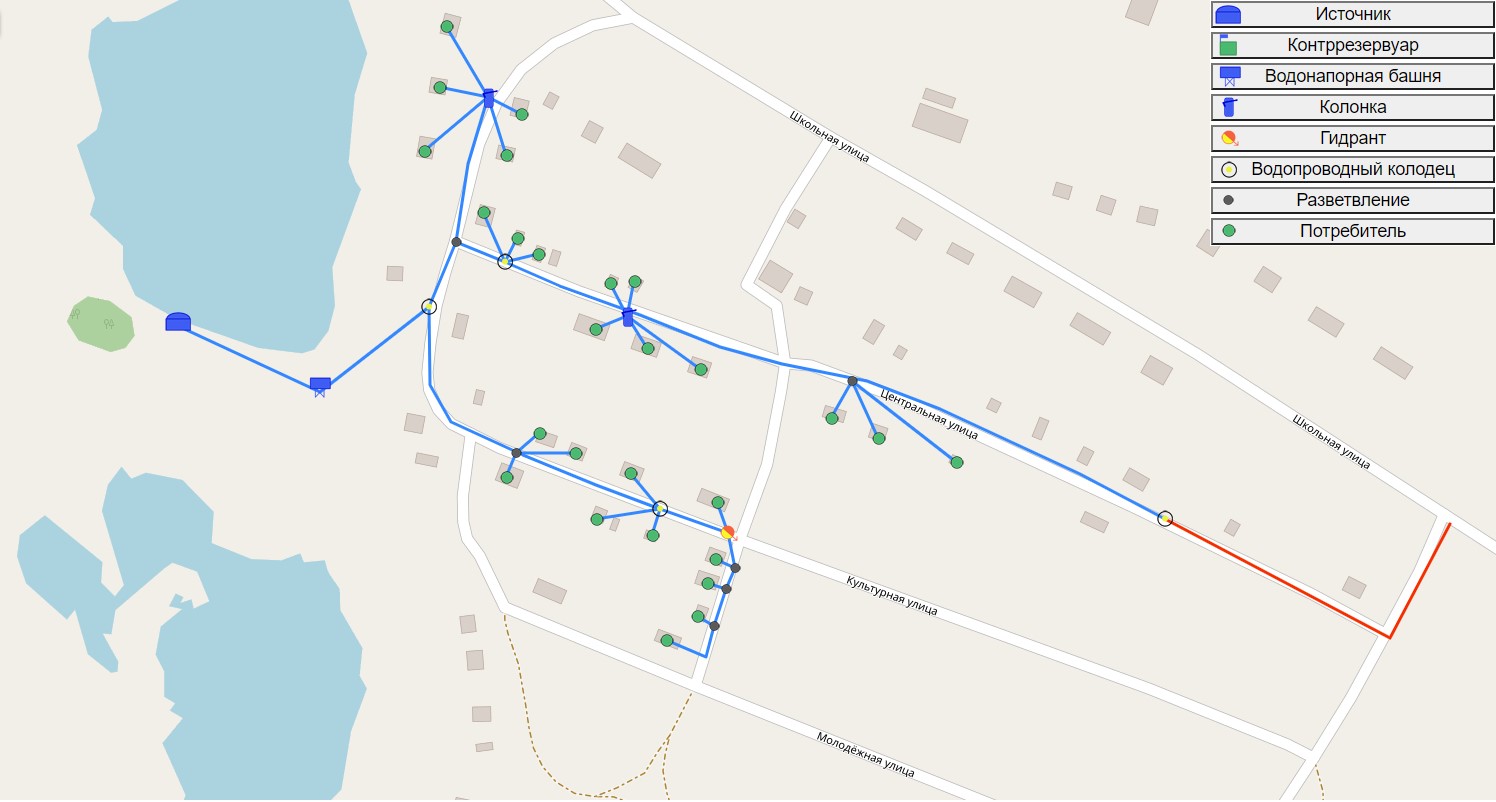 Источник
Контррезервуар
Водонапорная башня
Колонка
Гидрант
Водопроводный колодец
Разветвление
Потребитель
Школьная улица
Центральная улица
Школьная улица
Культурная улица
Молодёжная улица